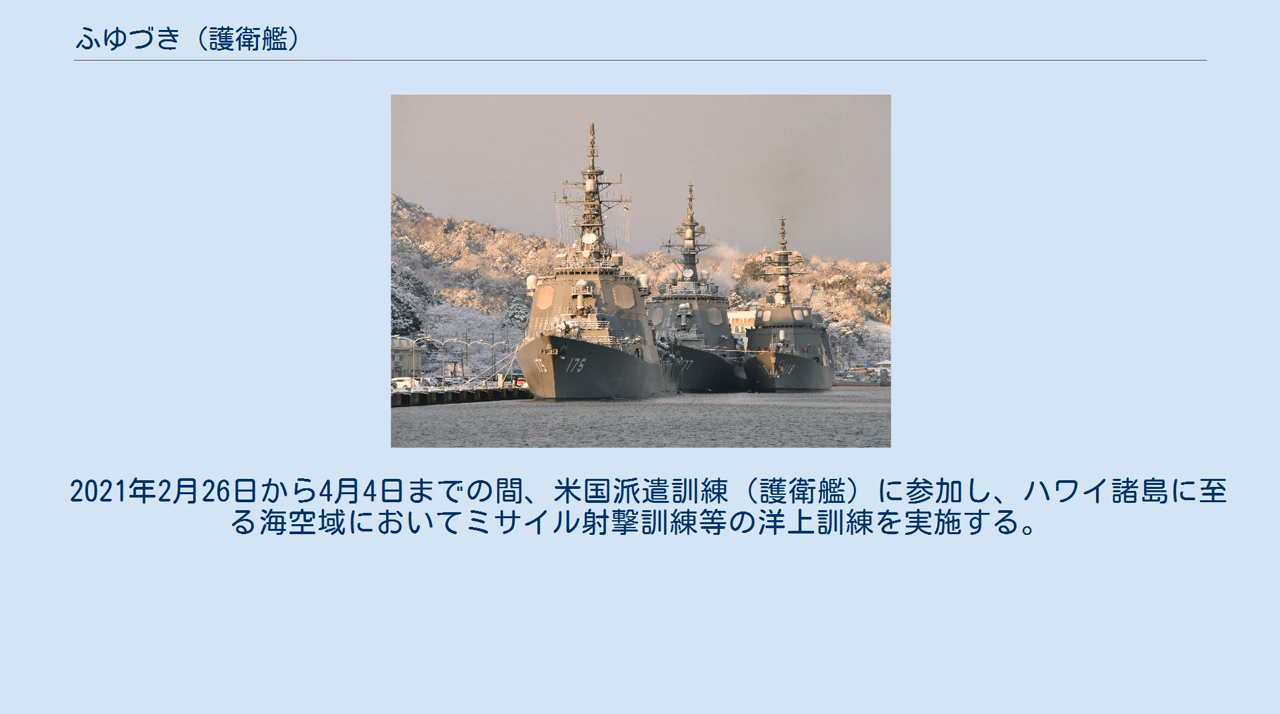 ふゆづき（護衛艦）
175
175
2021年2月26日から4月4日までの間、米国派遣訓練（護衛艦）に参加し、ハワイ諸島に至
る海空域においてミサイル射撃訓練等の洋上訓練を実施する。